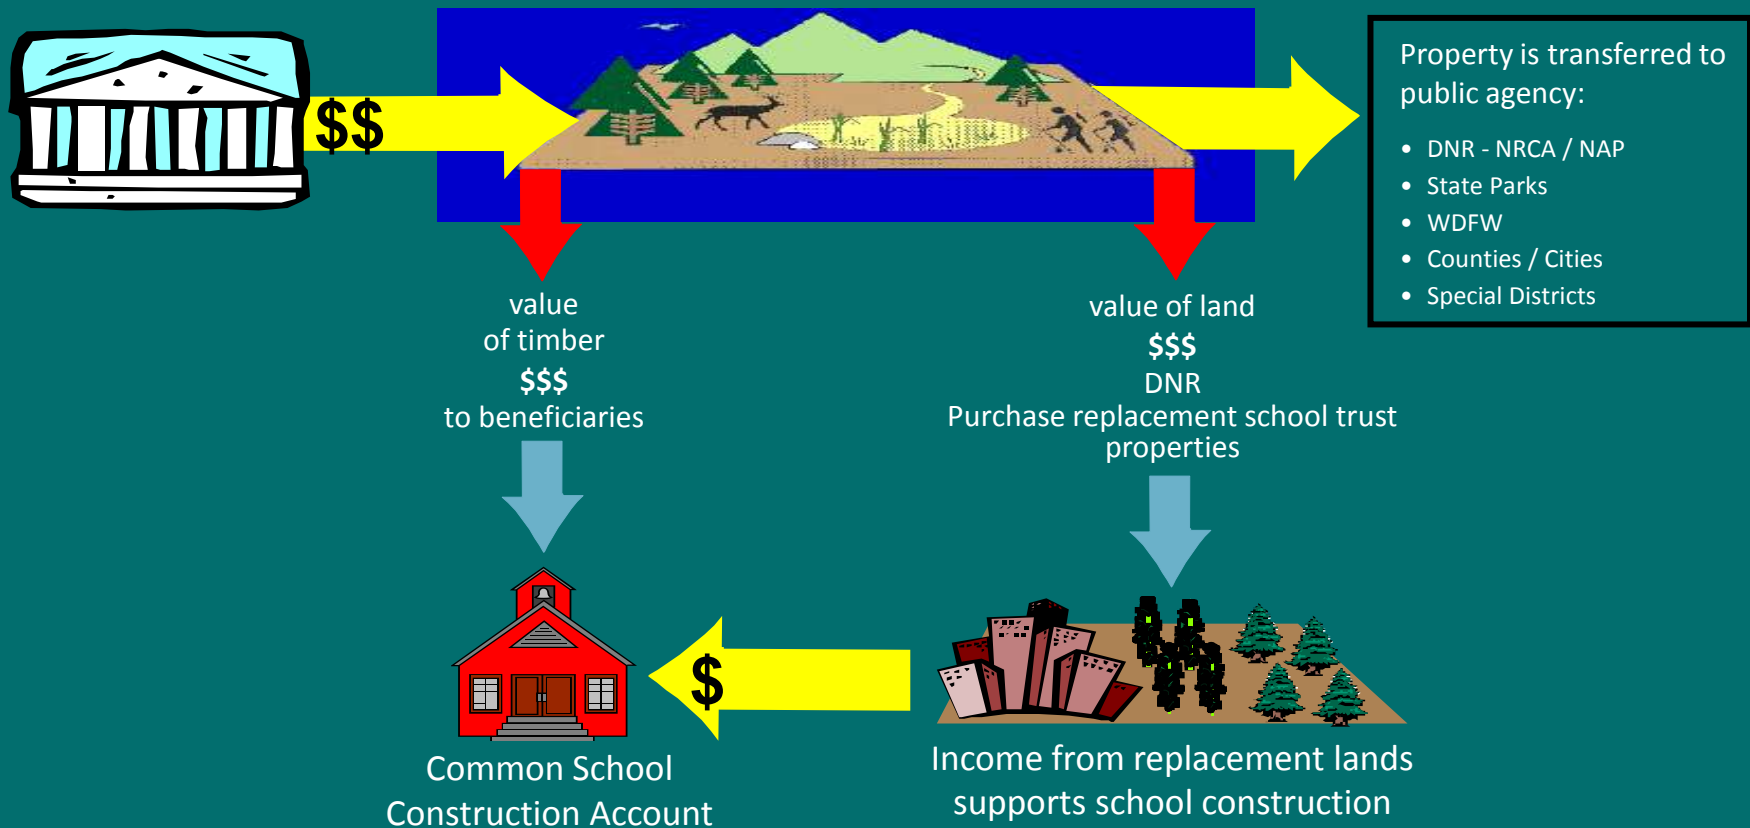 $$
Property is transferred to
public agency:
• DNR - NRCA / NAP
• State Parks
• WDFW
• Counties / Cities
• Special Districts
value
of timber
$$$
to beneficiaries
value of land
$$$
DNR
Purchase replacement school trust
properties
$
Common School
Construction Account
Income from replacement lands
supports school construction